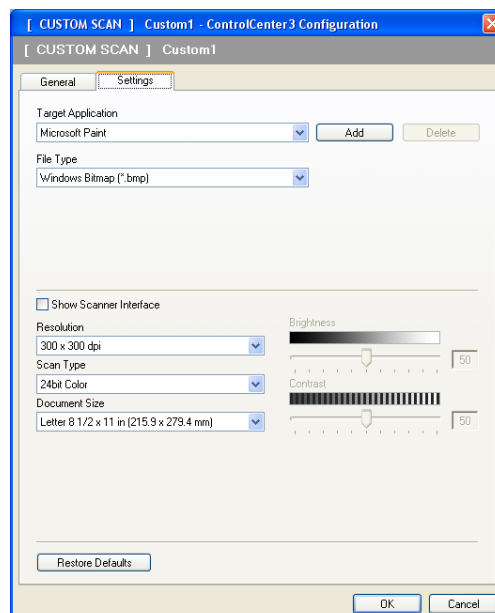 [ CUSTOM SCAN ] Custom1 - ControlCenter3 Configuration
[ CUSTOM SCAN ] Custom1
General Settings
Target Application
Microsoft Paint Add Delete
File Type
Windows Bitmap (*.bmp)
Show Scanner Interface
Resolution Brightness
300 x 300 dpi 50
Scan Type
24bit Color Contrast
Document Size
Letter 8 1/2 x 11 in (215.9 x 279.4 mm) 50
Restore Defaults
OK Cancel